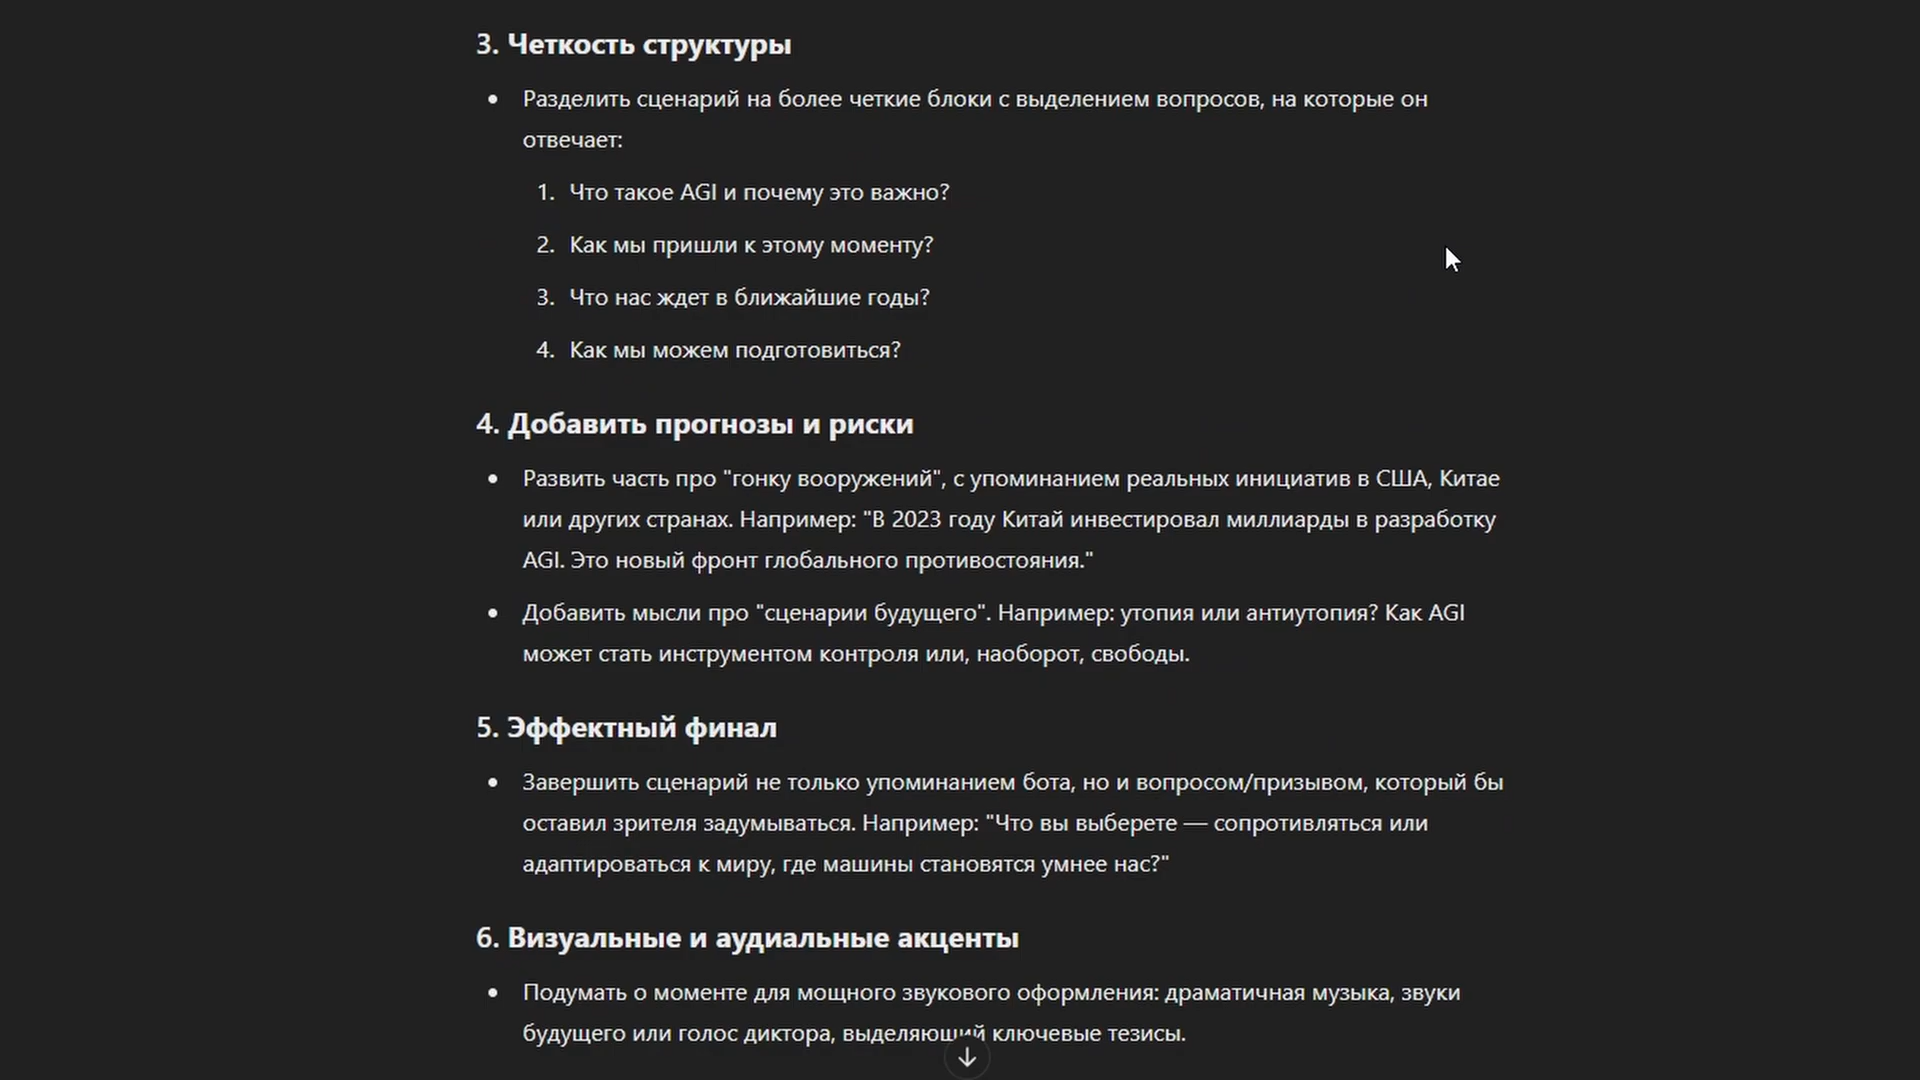 3. Четкость структуры
Разделить сценарий на более четкие блоки с выделением вопросов, на которые он
отвечает:
1. Что такое AGI и почему это важно?
2. Как мы пришли к этому моменту?
3. Что нас ждет в ближайшие годы?
4. Как мы можем подготовиться?
4. Добавить прогнозы и риски
Развить часть про "гонку вооружений", с упоминанием реальных инициатив в США, Китае
или других странах. Например: "В 2023 году Китай инвестировал миллиарды в разработку
AGI. Это новый фронт глобального противостояния."
Добавить мысли про "сценарии будущего". Например: утопия или антиутопия? Как AGI
может стать инструментом контроля или, наоборот, свободы.
5. Эффектный финал
Завершить сценарий не только упоминанием бота, но и вопросом/призывом, который бы
оставил зрителя задумываться. Например: "Что вы выберете — сопротивляться или
адаптироваться к миру, где машины становятся умнее нас?"
6. Визуальные и аудиальные акценты
Подумать о моменте для мощного звукового оформления: драматичная музыка, звуки
будущего или голос диктора, выделяющий ключевые тезисы.